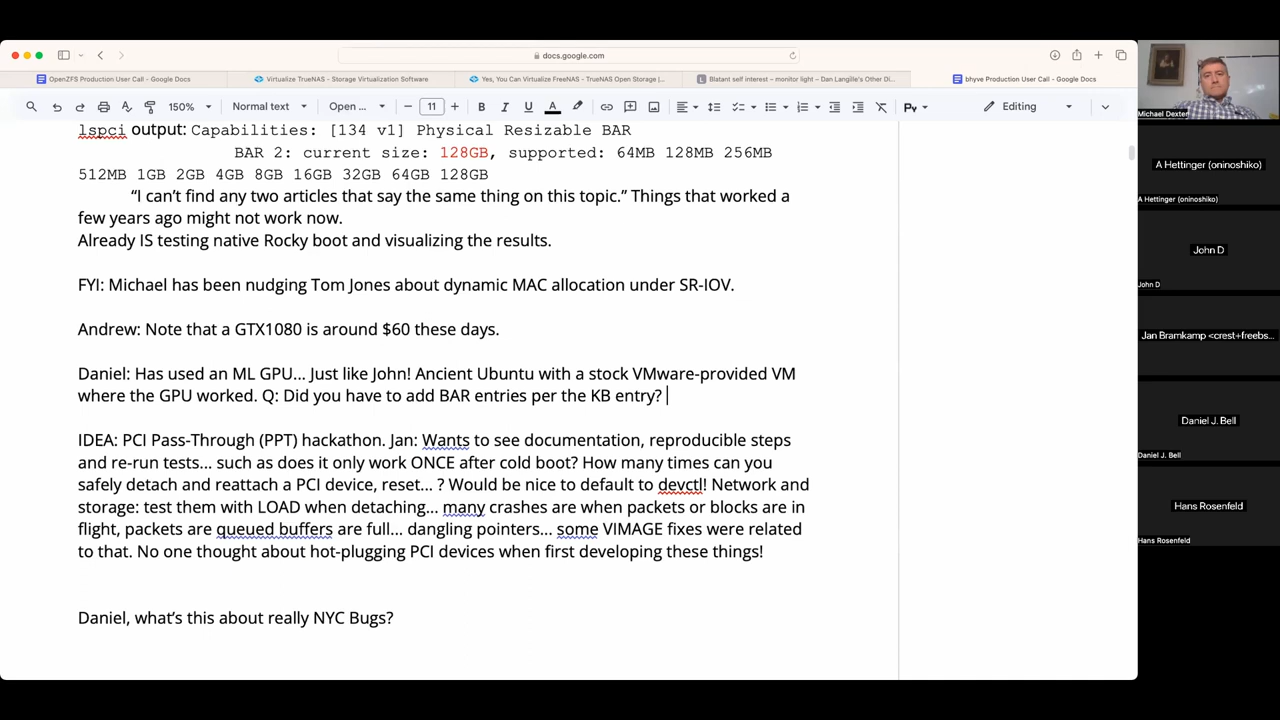 docs.google.com
OpenZFS Production User Call - Google Docs
Virtualize TrueNAS - Storage Virtualization Software
Yes, You Can Virtualize FreeNAS - TrueNAS Open Storage |...
Blatant self interest – monitor light – Dan Langille's Other Di...
bhyve Production User Call - Google Docs
150%
Normal text
Open ...
11
B I U A
Editing
lspci output: Capabilities: [134 v1] Physical Resizable BAR
BAR 2: current size: 128GB, supported: 64MB 128MB 256MB
512MB 1GB 2GB 4GB 8GB 16GB 32GB 64GB 128GB
“I can’t find any two articles that say the same thing on this topic.” Things that worked a
few years ago might not work now.
Already IS testing native Rocky boot and visualizing the results.
FYI: Michael has been nudging Tom Jones about dynamic MAC allocation under SR-IOV.
Andrew: Note that a GTX1080 is around $60 these days.
Daniel: Has used an ML GPU... Just like John! Ancient Ubuntu with a stock VMware-provided VM
where the GPU worked. Q: Did you have to add BAR entries per the KB entry?
IDEA: PCI Pass-Through (PPT) hackathon. Jan: Wants to see documentation, reproducible steps
and re-run tests... such as does it only work ONCE after cold boot? How many times can you
safely detach and reattach a PCI device, reset... ? Would be nice to default to devctl! Network and
storage: test them with LOAD when detaching... many crashes are when packets or blocks are in
flight, packets are queued buffers are full... dangling pointers... some VIMAGE fixes were related
to that. No one thought about hot-plugging PCI devices when first developing these things!
Daniel, what’s this about really NYC Bugs?
Michael Dexter
A Hettinger (oninoshiko)
A Hettinger (oninoshiko)
John D
John D
Jan Bramkamp <crest+freebs...
Daniel J. Bell
Daniel J. Bell
Hans Rosenfeld
Hans Rosenfeld